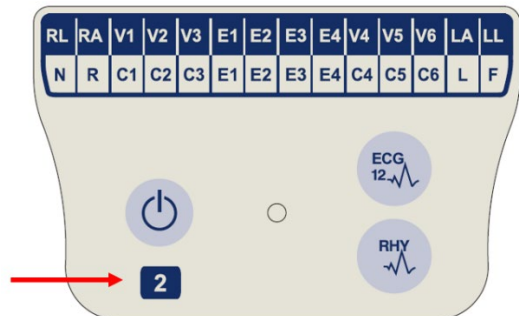 RL RA V1 V2 V3 E1 E2 E3 E4 V4 V5 V6 LA LL
N R C1 C2 C3 E1 E2 E3 E4 C4 C5 C6 L F
ECG
12
RHY
2